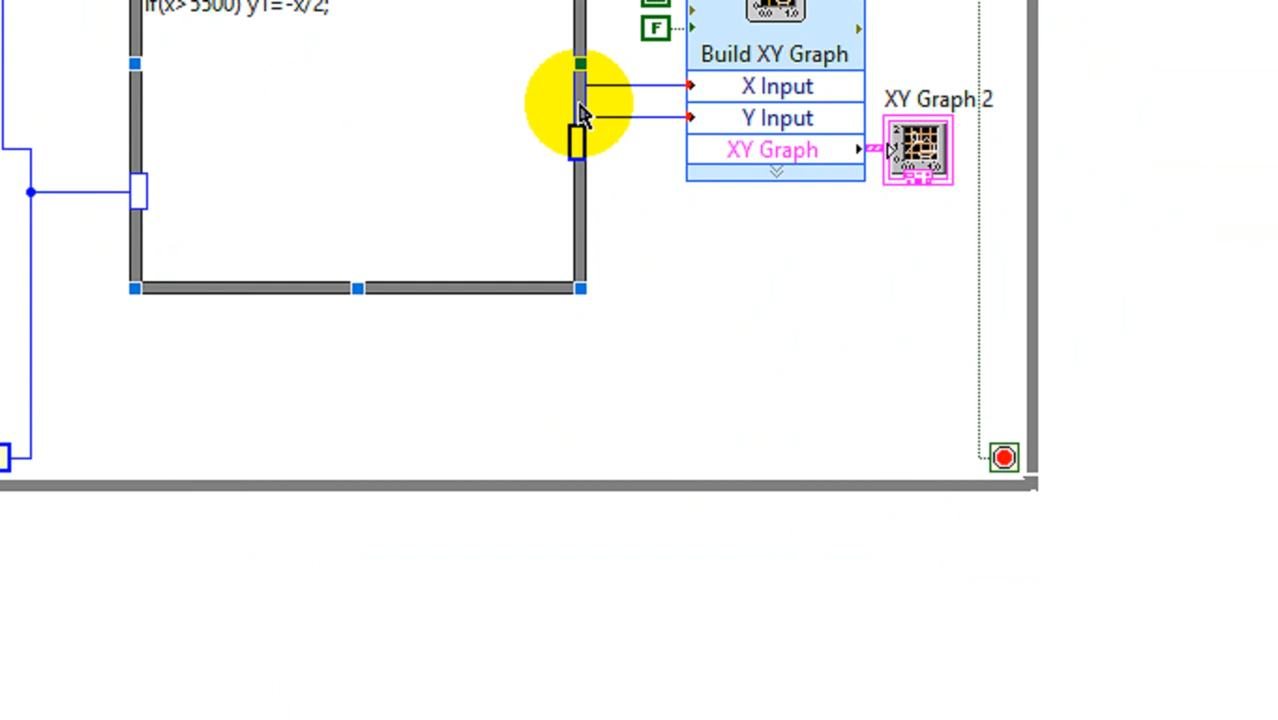 if(x>5500) y1=-x/2;
F
Build XY Graph
X Input
Y Input
XY Graph
XY Graph 2